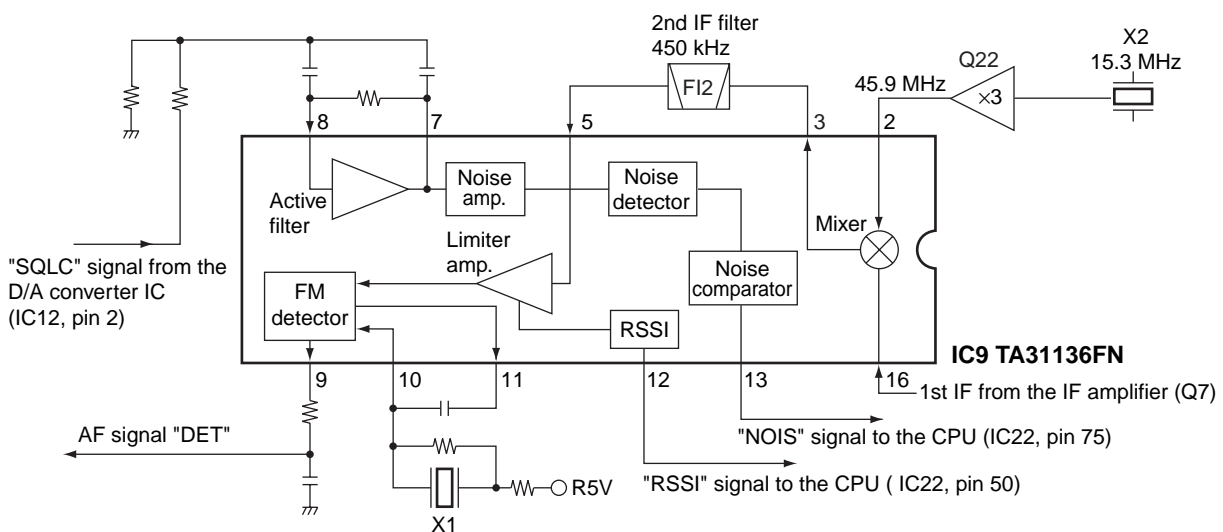 2nd IF filter
450 kHz
X2
15.3 MHz
Q22
FI2
45.9 MHz
×3
8
7
5
3
2
Active
filter
Noise
amp.
Noise
detector
Mixer
Limiter
amp.
"SQLC" signal from the
D/A converter IC
(IC12, pin 2)
FM
detector
Noise
comparator
RSSI
IC9 TA31136FN
9
10
11
12
13
16
1st IF from the IF amplifier (Q7)
AF signal "DET"
"NOIS" signal to the CPU (IC22, pin 75)
"RSSI" signal to the CPU ( IC22, pin 50)
R5V
X1